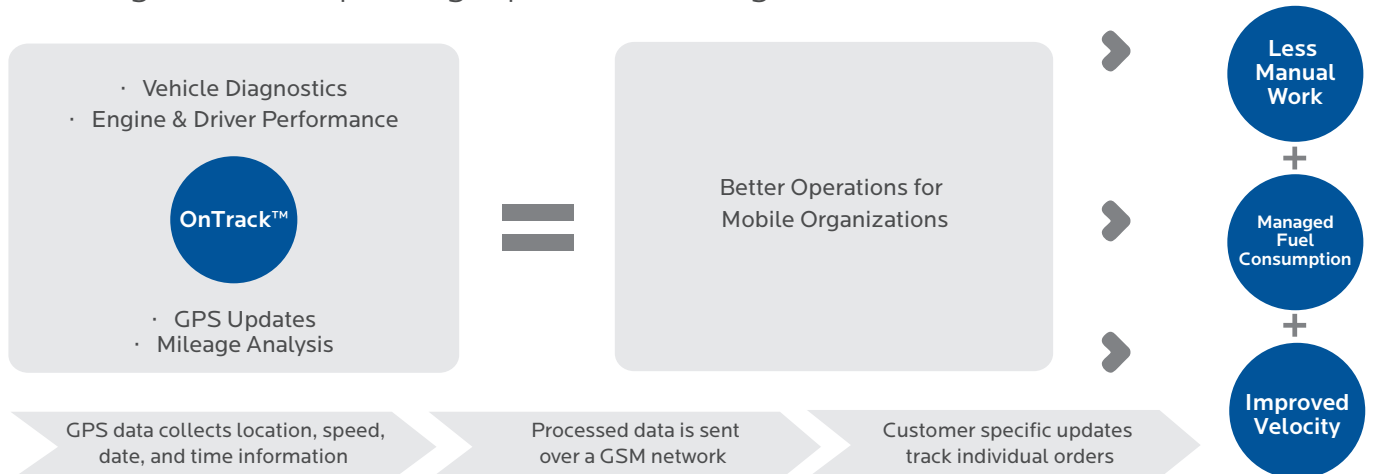 · Vehicle Diagnostics
· Engine & Driver Performance
OnTrack™
· GPS Updates
· Mileage Analysis
=
Better Operations for
Mobile Organizations
Less
Manual
Work
+
Managed
Fuel
Consumption
+
Improved
Velocity
GPS data collects location, speed,
date, and time information
Processed data is sent
over a GSM network
Customer specific updates
track individual orders